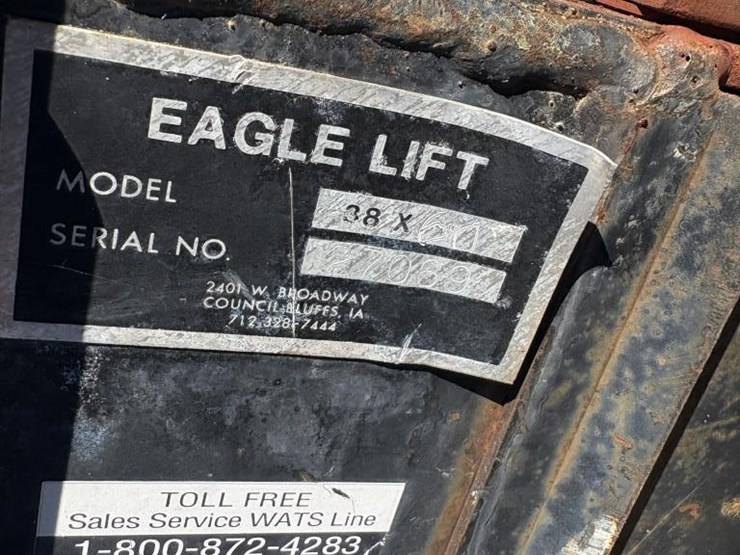 EAGLE LIFT
MODEL 38 X
SERIAL NO.
2401 W. BROADWAY
COUNCIL BLUFFS, IA
712-328-7444
TOLL FREE
Sales Service WATS Line
1-800-872-4283